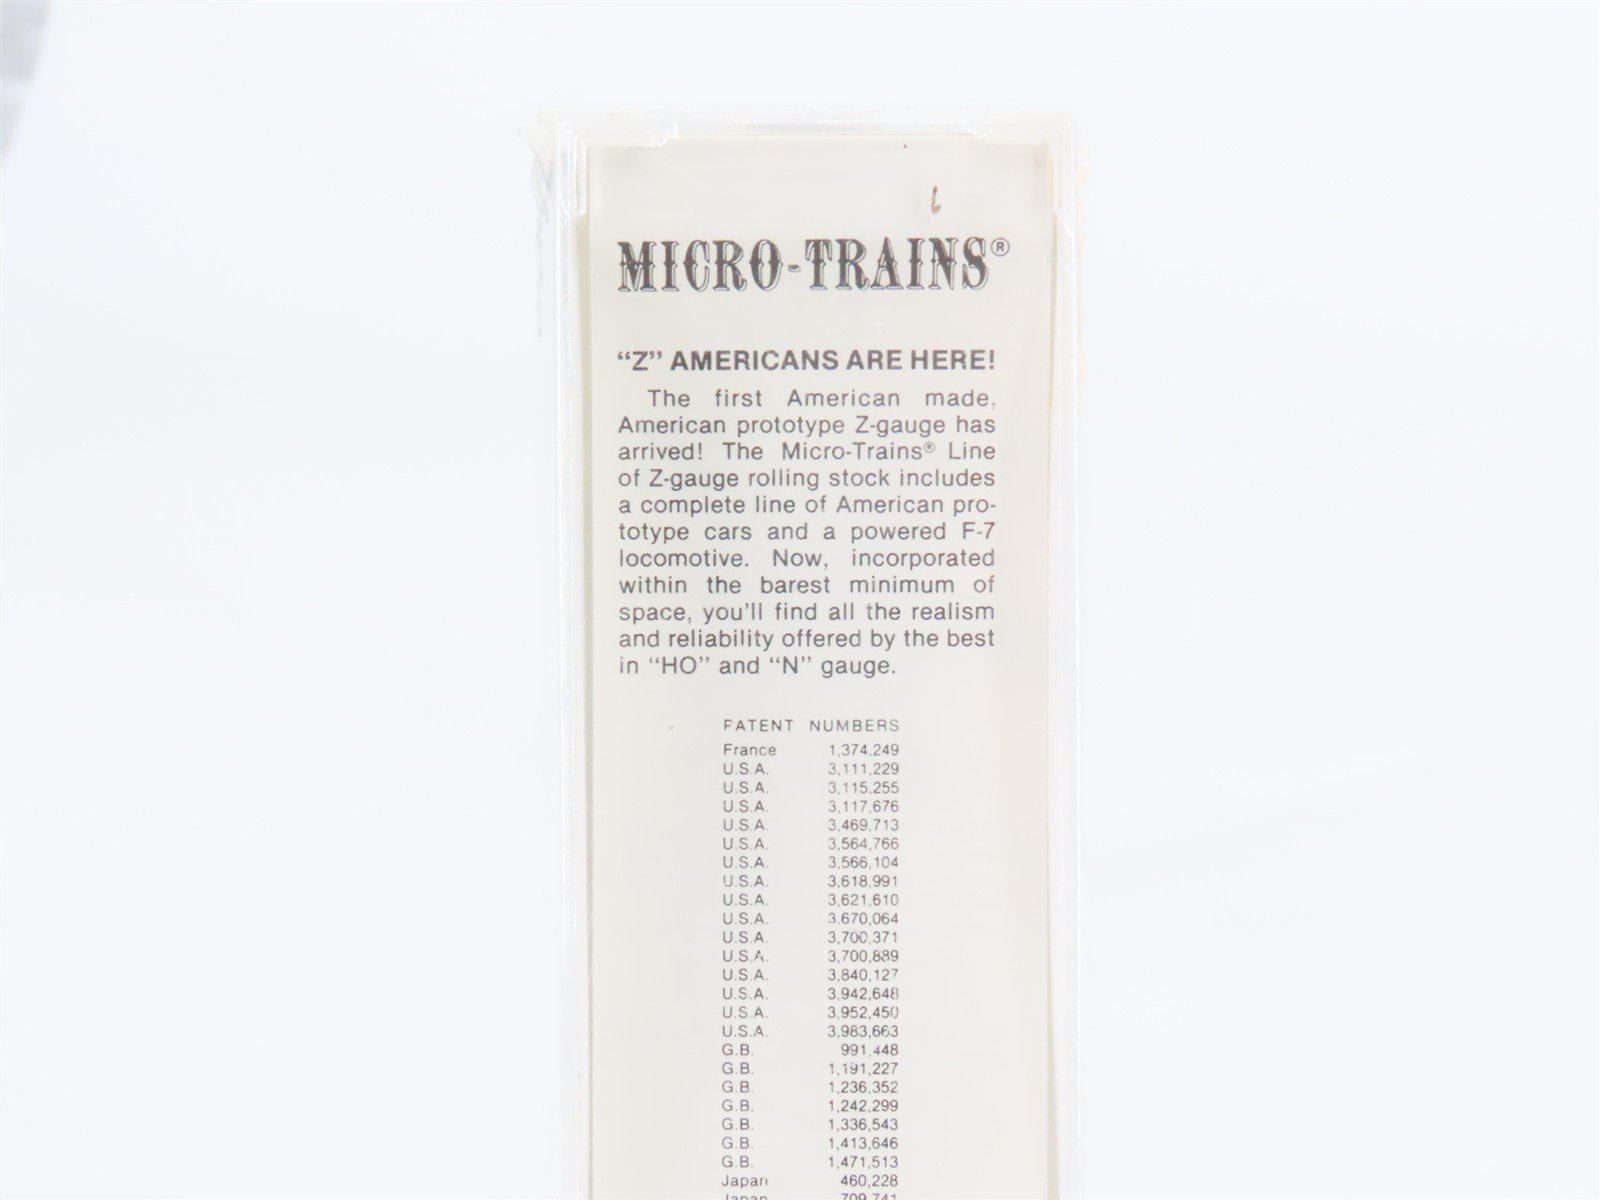 6
MICRO-TRAINS®
“Z” AMERICANS ARE HERE!
The first American made,
American prototype Z-gauge has
arrived! The Micro-Trains® Line
of Z-gauge rolling stock includes
a complete line of American pro-
totype cars and a powered F-7
locomotive. Now, incorporated
within the barest minimum of
space, you'll find all the realism
and reliability offered by the best
in “HO” and “N” gauge.
PATENT NUMBERS
France 1,374,249
U.S.A. 3,111,229
U.S.A. 3,115,255
U.S.A. 3,117,676
U.S.A. 3,469,713
U.S.A. 3,564,766
U.S.A. 3,566,104
U.S.A. 3,618,991
U.S.A. 3,621,610
U.S.A. 3,670,064
U.S.A. 3,700,371
U.S.A. 3,700,889
U.S.A. 3,840,127
U.S.A. 3,942,648
U.S.A. 3,952,450
U.S.A. 3,983,663
G.B. 991,448
G.B. 1,191,227
G.B. 1,236,352
G.B. 1,242,299
G.B. 1,336,543
G.B. 1,413,646
G.B. 1,471,513
Japan 460,228
Japan 709,741